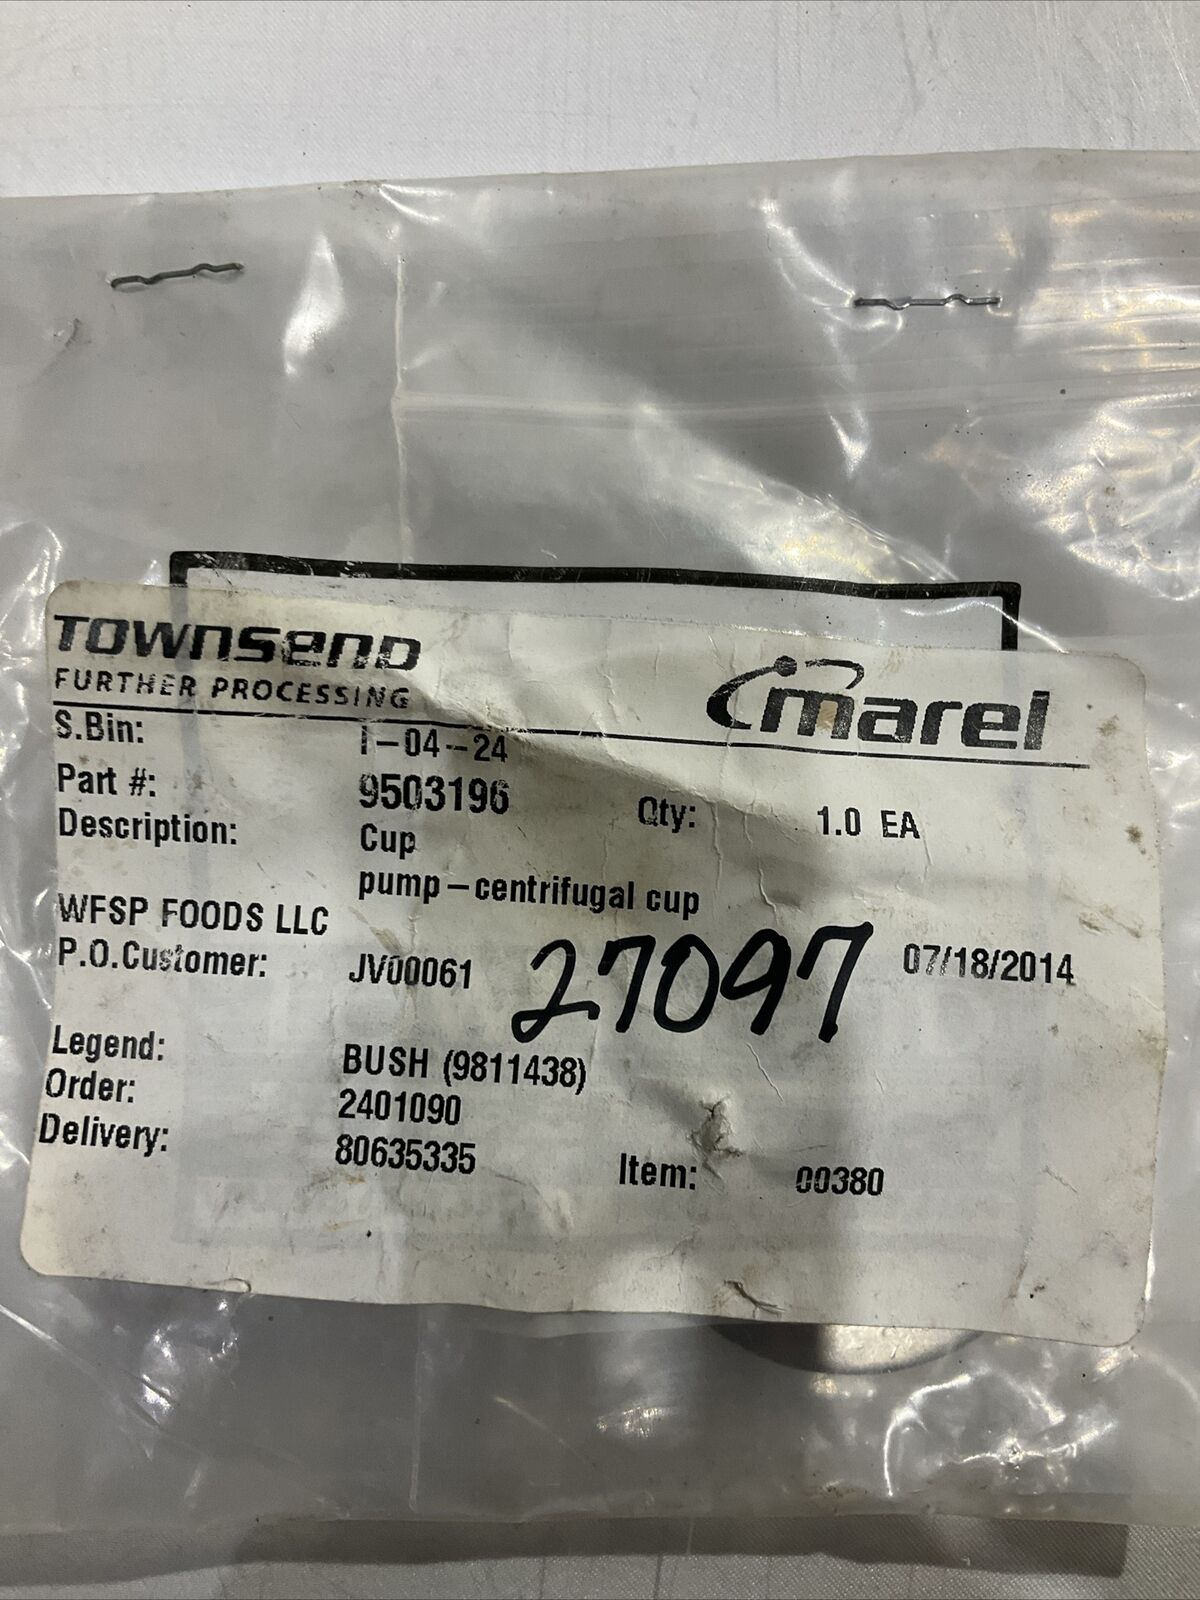 TOWNSEND
FURTHER PROCESSING
marel
S.Bin: I-04-24
Part #: 9503196 Qty: 1.0 EA
Description: Cup
pump-centrifugal cup
WFSP FOODS LLC
P.O.Customer: JV00061 27097 07/18/2014
Legend: BUSH (9811438)
Order: 2401090
Delivery: 80635335 Item: 00380